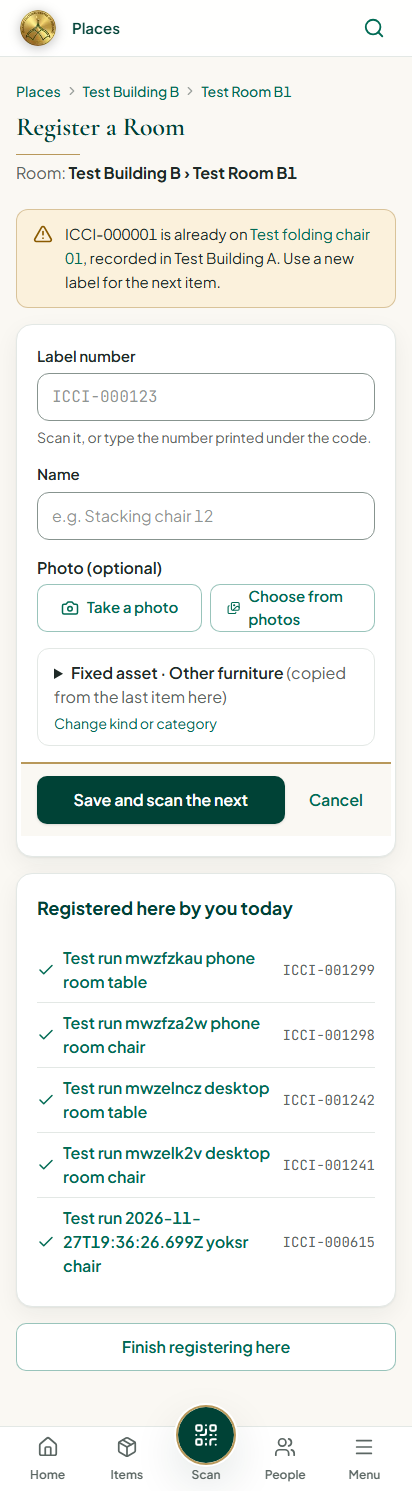 Places
Places > Test Building B > Test Room B1
Register a Room
Room: Test Building B › Test Room B1
ICCI-000001 is already on Test folding chair
01, recorded in Test Building A. Use a new
label for the next item.
Label number
ICCI-000123
Scan it, or type the number printed under the code.
Name
e.g. Stacking chair 12
Photo (optional)
Take a photo
Choose from
photos
Fixed asset · Other furniture (copied
from the last item here)
Change kind or category
Save and scan the next
Cancel
Registered here by you today
Test run mwzfzkau phone
room table
ICCI-001299
Test run mwzfza2w phone
room chair
ICCI-001298
Test run mwzelncz desktop
room table
ICCI-001242
Test run mwzelk2v desktop
room chair
ICCI-001241
Test run 2026-11-
27T19:36:26.699Z yoksr
chair
ICCI-000615
Finish registering here
Home
Items
Scan
People
Menu